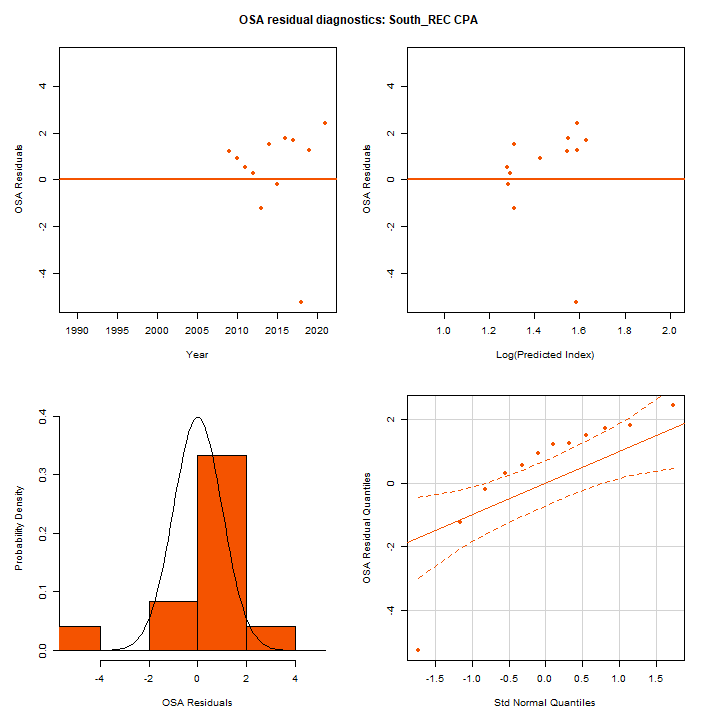 OSA residual diagnostics: South_REC CPA
OSA Residuals
4
2
0
-2
-4
1990 1995 2000 2005 2010 2015 2020
Year
OSA Residuals
4
2
0
-2
-4
1.0 1.2 1.4 1.6 1.8 2.0
Log(Predicted Index)
Probability Density
0.4
0.3
0.2
0.1
0.0
-4 -2 0 2 4
OSA Residuals
OSA Residual Quantiles
2
0
-2
-4
-1.5 -1.0 -0.5 0.0 0.5 1.0 1.5
Std Normal Quantiles